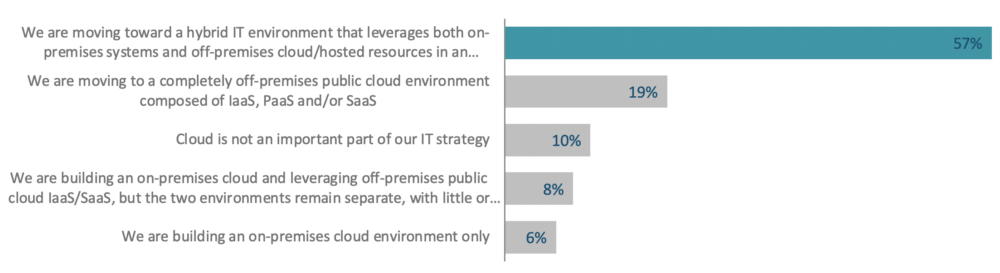 We are moving toward a hybrid IT environment that leverages both on-
premises systems and off-premises cloud/hosted resources in an...
57%
We are moving to a completely off-premises public cloud environment
composed of IaaS, PaaS and/or SaaS
19%
Cloud is not an important part of our IT strategy
10%
We are building an on-premises cloud and leveraging off-premises public
cloud IaaS/SaaS, but the two environments remain separate, with little or...
8%
We are building an on-premises cloud environment only
6%